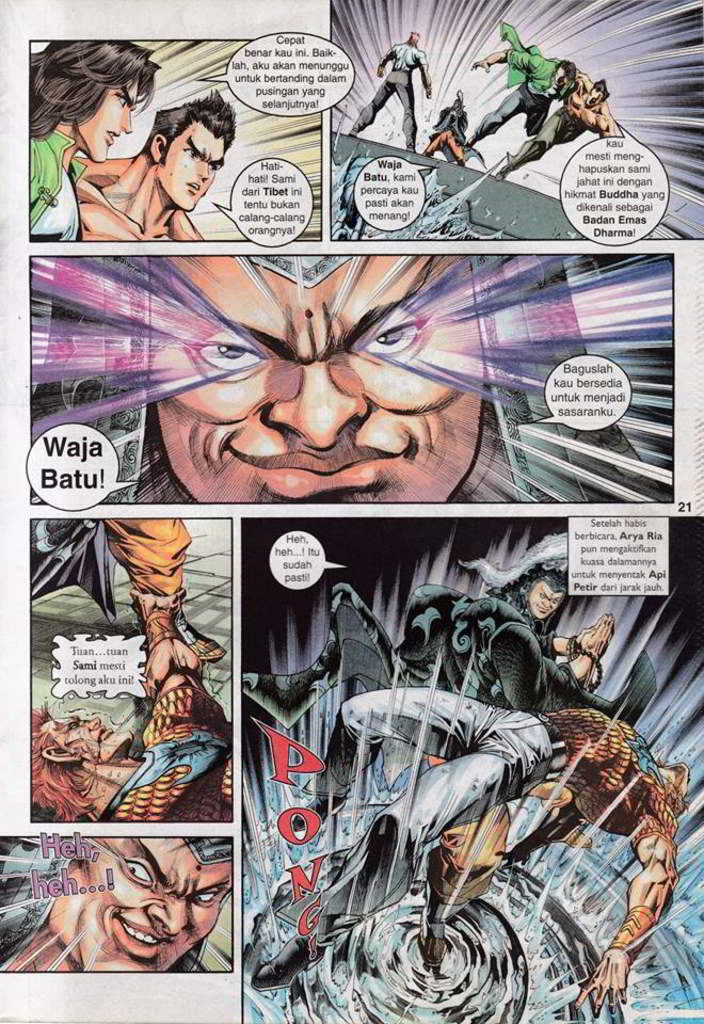 Cepat
benar kau ini. Baik-
lah, aku akan menunggu
untuk bertanding dalam
pusingan yang
selanjutnya!
Hati-
hati! Sami
dari Tibet ini
tentu bukan
calang-calang
orangnya!
Waja
Batu, kami
percaya kau
pasti akan
menang!
kau
mesti meng-
hapuskan sami
jahat ini dengan
hikmat Buddha yang
dikenali sebagai
Badan Emas
Dharma!
Baguslah
kau bersedia
untuk menjadi
sasaranku.
Waja
Batu!
21
Tuan...tuan
Sami mesti
tolong aku ini!
Heh,
heh...!
Heh,
heh...! Itu
sudah
pasti!
Setelah habis
berbicara, Arya Ria
pun mengaktifkan
kuasa dalamannya
untuk menyentak Api
Petir dari jarak jauh.
PONG!